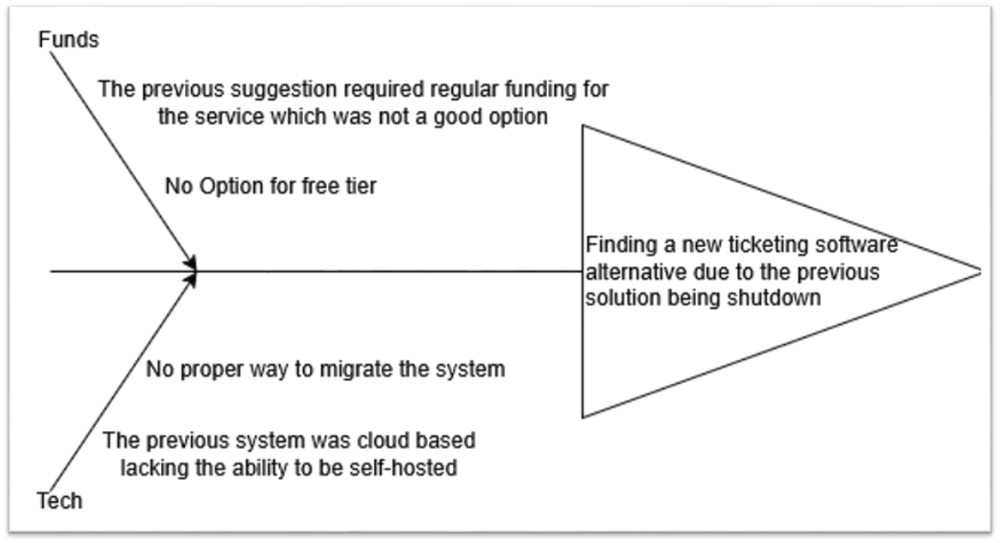 Funds
The previous suggestion required regular funding for
the service which was not a good option
No Option for free tier
Finding a new ticketing software
alternative due to the previous
solution being shutdown
No proper way to migrate the system
The previous system was cloud based
lacking the ability to be self-hosted
Tech